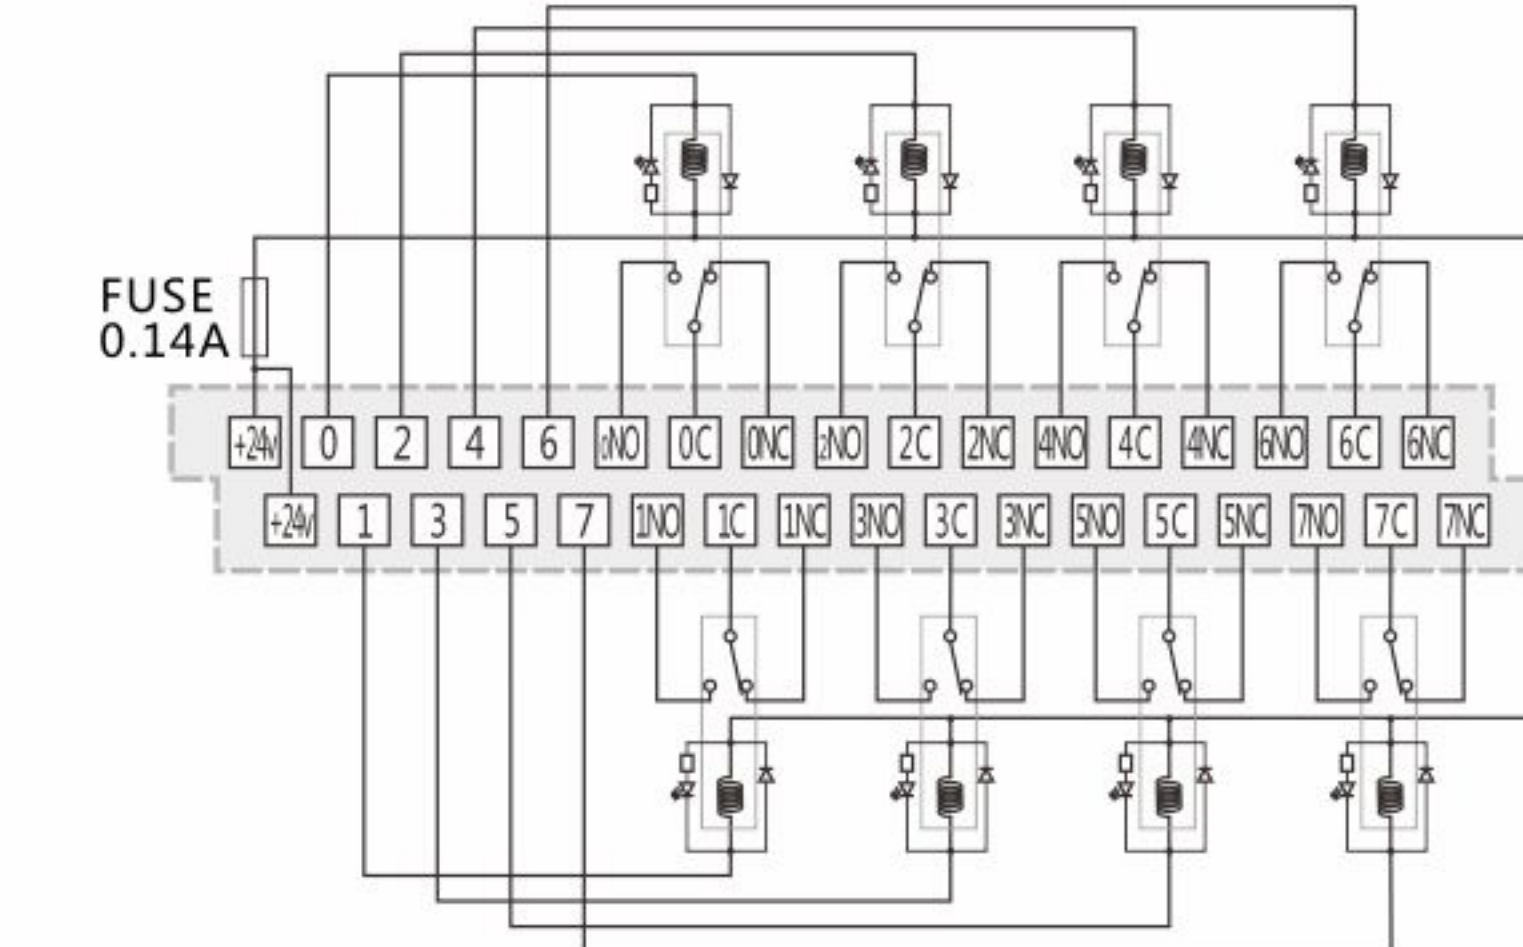 FUSE
0.14A
+24v 0 2 4 6 0NO 0C 0NC 2NO 2C 2NC 4NO 4C 4NC 6NO 6C 6NC
+24v 1 3 5 7 1NO 1C 1NC 3NO 3C 3NC 5NO 5C 5NC 7NO 7C 7NC